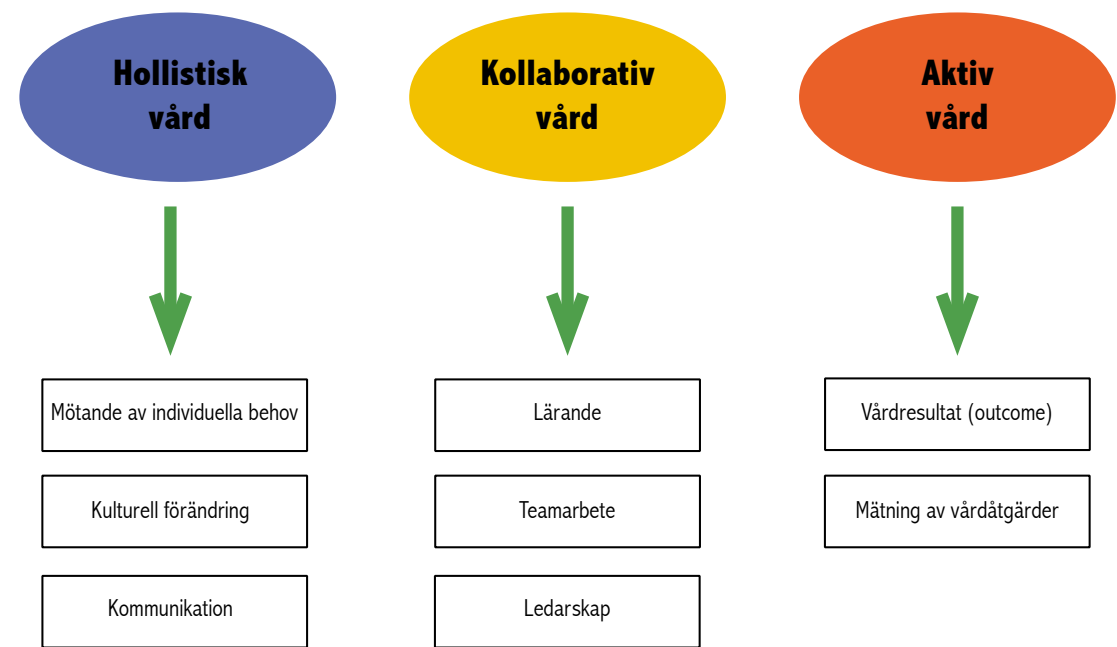 Hollistisk
vård
Kollaborativ
vård
Aktiv
vård
Mötande av individuella behov
Lärande
Vårdresultat (outcome)
Kulturell förändring
Teamarbete
Mätning av vårdåtgärder
Kommunikation
Ledarskap